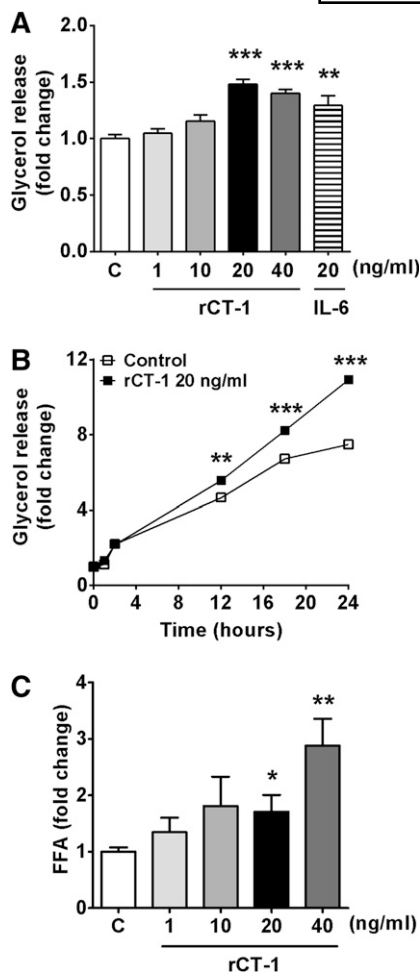 A
Glycerol release
(fold change)
2.0
1.5
1.0
0.5
0.0
*** *** **
C 1 10 20 40 20 (ng/ml)
rCT-1 IL-6
B
Glycerol release
(fold change)
12
8
4
0
Control
rCT-1 20 ng/ml
** *** ***
0 4 8 12 16 20 24
Time (hours)
C
FFA (fold change)
4
3
2
1
0
* **
C 1 10 20 40 (ng/ml)
rCT-1